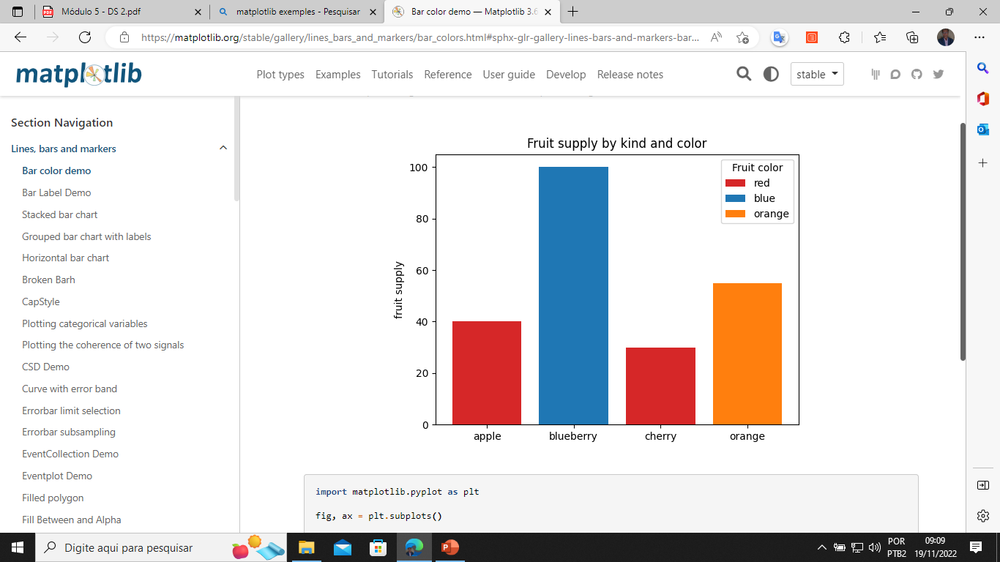 Módulo 5 - DS 2.pdf
matplotlib exemples - Pesquisar
Bar color demo — Matplotlib 3.6
https://matplotlib.org/stable/gallery/lines_bars_and_markers/bar_colors.html#sphx-glr-gallery-lines-bars-and-markers-bar...
matplotlib
Plot types
Examples
Tutorials
Reference
User guide
Develop
Release notes
stable
Section Navigation
Lines, bars and markers
Bar color demo
Bar Label Demo
Stacked bar chart
Grouped bar chart with labels
Horizontal bar chart
Broken Barh
CapStyle
Plotting categorical variables
Plotting the coherence of two signals
CSD Demo
Curve with error band
Errorbar limit selection
Errorbar subsampling
EventCollection Demo
Eventplot Demo
Filled polygon
Fill Between and Alpha
Fruit supply by kind and color
Fruit color
red
blue
orange
fruit supply
100
80
60
40
20
0
apple
blueberry
cherry
orange
import matplotlib.pyplot as plt
fig, ax = plt.subplots()
Digite aqui para pesquisar
POR
PTB2
09:09
19/11/2022